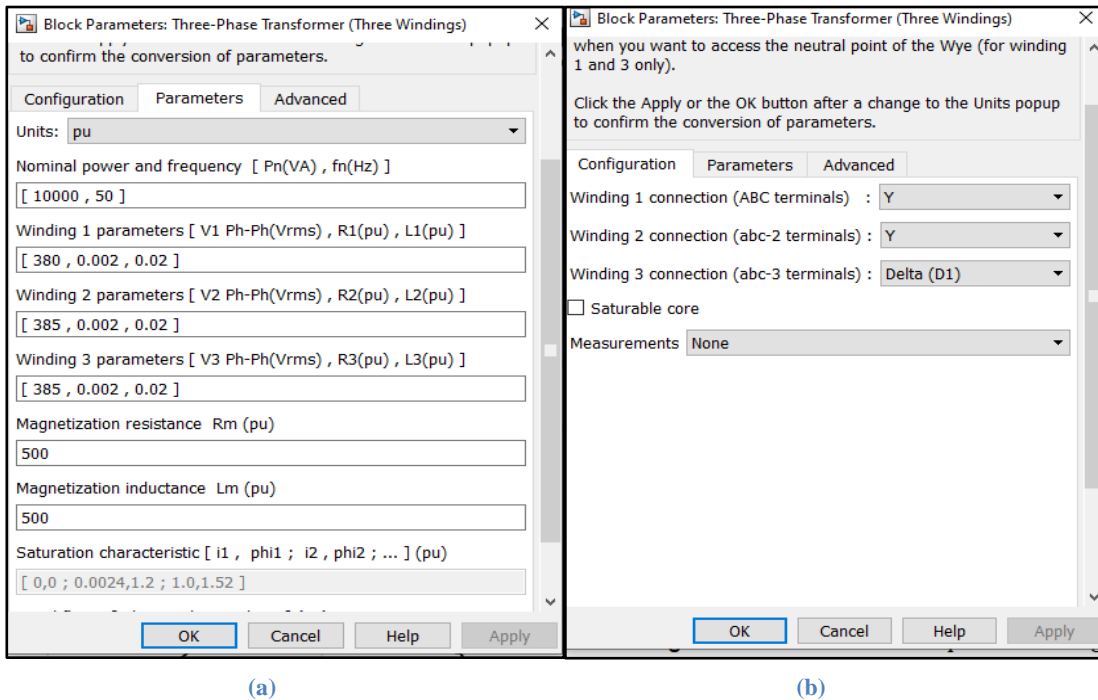 Block Parameters: Three-Phase Transformer (Three Windings)
to confirm the conversion of parameters.
Configuration Parameters Advanced
Units: pu
Nominal power and frequency [ Pn(VA) , fn(Hz) ]
[ 10000 , 50 ]
Winding 1 parameters [ V1 Ph-Ph(Vrms) , R1(pu) , L1(pu) ]
[ 380 , 0.002 , 0.02 ]
Winding 2 parameters [ V2 Ph-Ph(Vrms) , R2(pu) , L2(pu) ]
[ 385 , 0.002 , 0.02 ]
Winding 3 parameters [ V3 Ph-Ph(Vrms) , R3(pu) , L3(pu) ]
[ 385 , 0.002 , 0.02 ]
Magnetization resistance Rm (pu)
500
Magnetization inductance Lm (pu)
500
Saturation characteristic [ i1 , phi1 ; i2 , phi2 ; ... ] (pu)
[ 0,0 ; 0.0024,1.2 ; 1.0,1.52 ]
OK Cancel Help Apply
(a)
Block Parameters: Three-Phase Transformer (Three Windings)
when you want to access the neutral point of the Wye (for winding
1 and 3 only).
Click the Apply or the OK button after a change to the Units popup
to confirm the conversion of parameters.
Configuration Parameters Advanced
Winding 1 connection (ABC terminals) : Y
Winding 2 connection (abc-2 terminals) : Y
Winding 3 connection (abc-3 terminals) : Delta (D1)
Saturable core
Measurements None
OK Cancel Help Apply
(b)